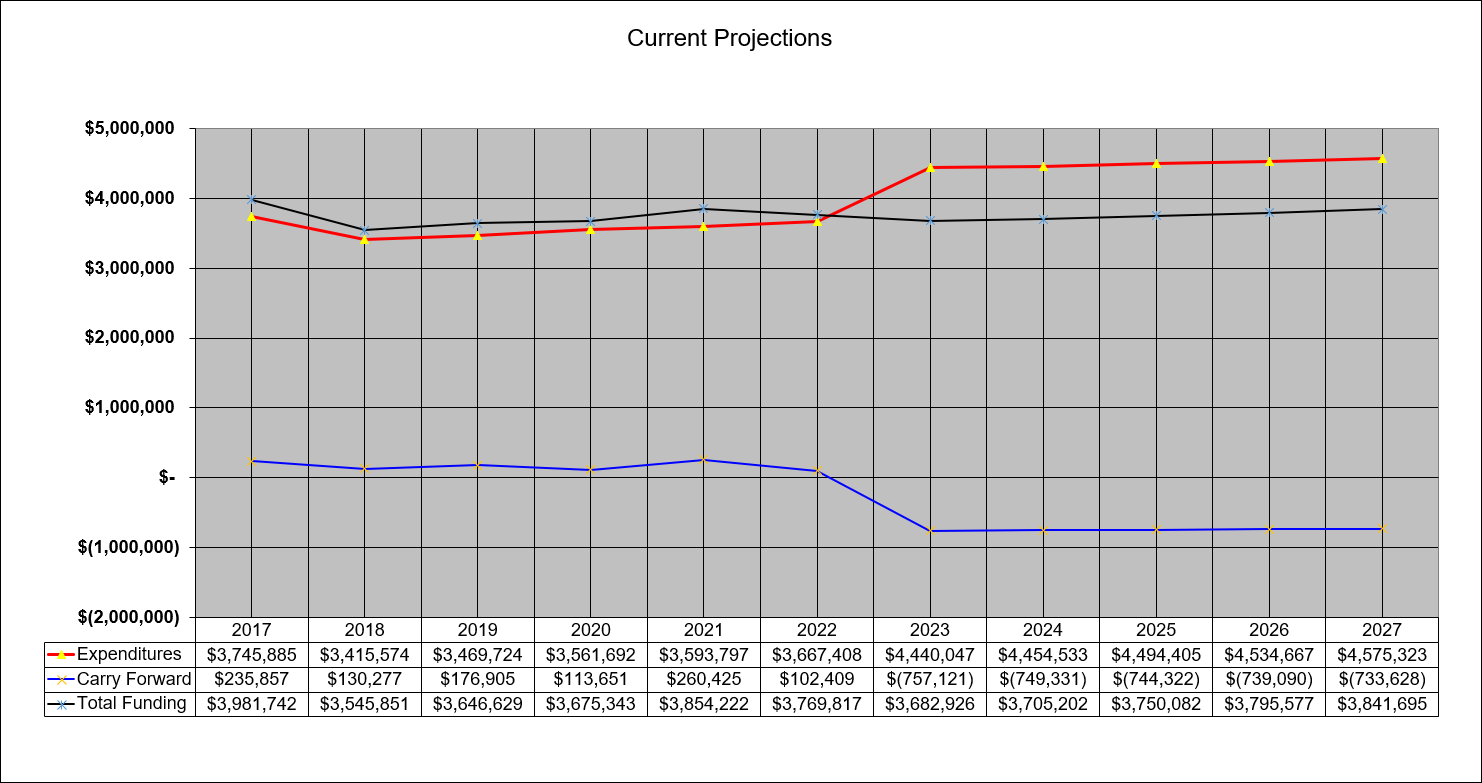 Current Projections
$5,000,000
$4,000,000
$3,000,000
$2,000,000
$1,000,000
$-
$(1,000,000)
$(2,000,000)
2017 2018 2019 2020 2021 2022 2023 2024 2025 2026 2027
Expenditures $3,745,885 $3,415,574 $3,469,724 $3,561,692 $3,593,797 $3,667,408 $4,440,047 $4,454,533 $4,494,405 $4,534,667 $4,575,323
Carry Forward $235,857 $130,277 $176,905 $113,651 $260,425 $102,409 $(757,121) $(749,331) $(744,322) $(739,090) $(733,628)
Total Funding $3,981,742 $3,545,851 $3,646,629 $3,675,343 $3,854,222 $3,769,817 $3,682,926 $3,705,202 $3,750,082 $3,795,577 $3,841,695